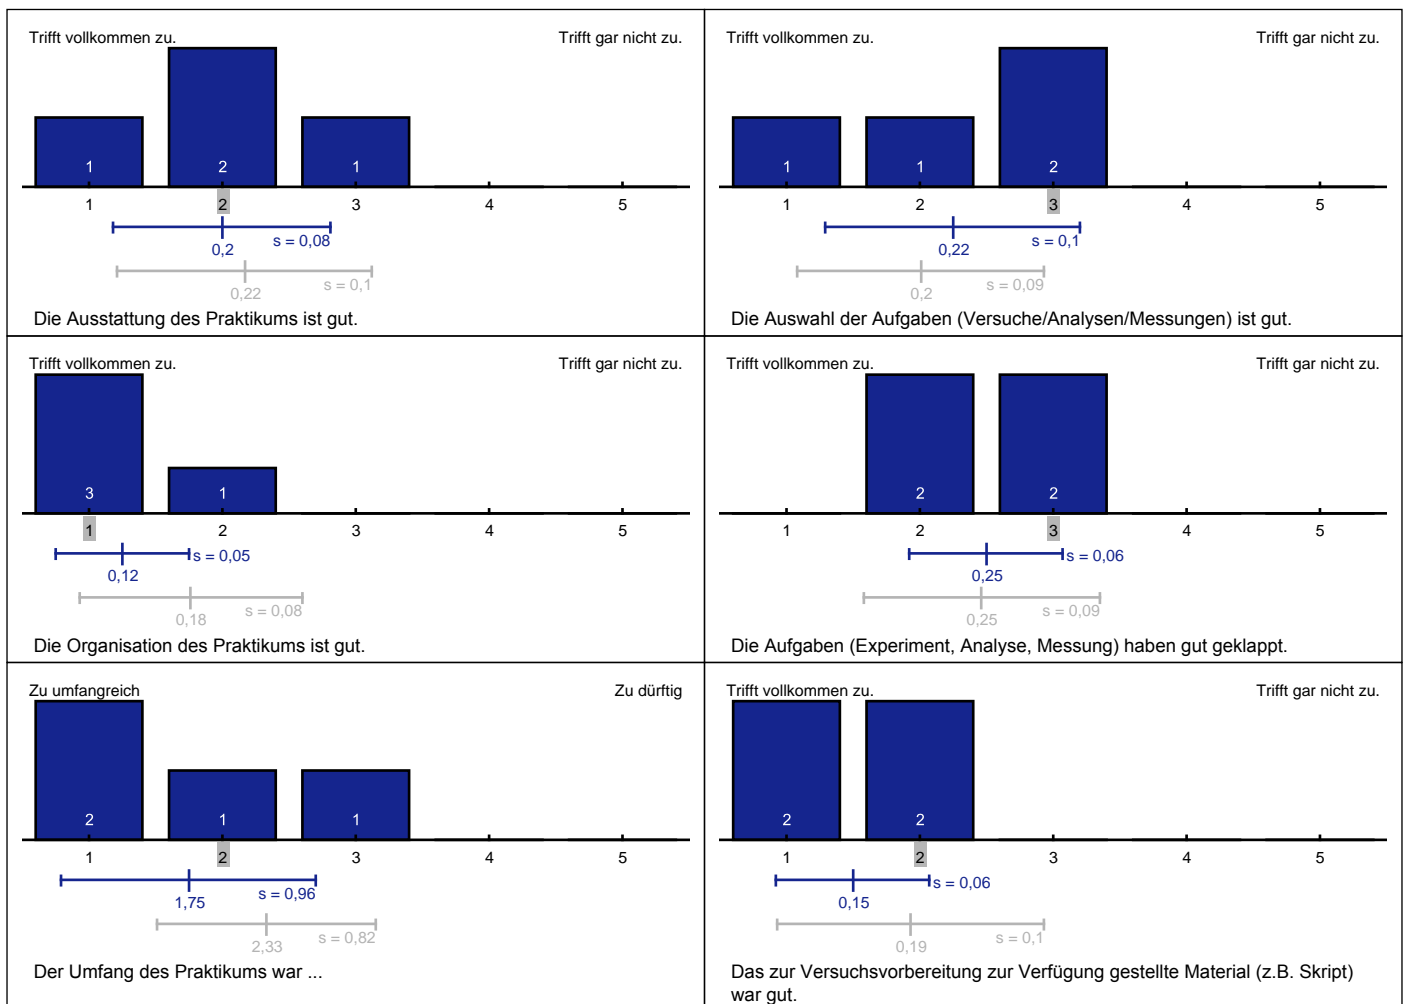 Trifft vollkommen zu. Trifft gar nicht zu.
1 2 1
1 2 3 4 5
0,2 s = 0,08
0,22 s = 0,1
Die Ausstattung des Praktikums ist gut.
Trifft vollkommen zu. Trifft gar nicht zu.
1 1 2
1 2 3 4 5
0,22 s = 0,1
0,2 s = 0,09
Die Auswahl der Aufgaben (Versuche/Analysen/Messungen) ist gut.
Trifft vollkommen zu. Trifft gar nicht zu.
3 1
1 2 3 4 5
0,12 s = 0,05
0,18 s = 0,08
Die Organisation des Praktikums ist gut.
Trifft vollkommen zu. Trifft gar nicht zu.
2 2
1 2 3 4 5
0,25 s = 0,06
0,25 s = 0,09
Die Aufgaben (Experiment, Analyse, Messung) haben gut geklappt.
Zu umfangreich Zu dürftig
2 1 1
1 2 3 4 5
1,75 s = 0,96
2,33 s = 0,82
Der Umfang des Praktikums war ...
Trifft vollkommen zu. Trifft gar nicht zu.
2 2
1 2 3 4 5
0,15 s = 0,06
0,19 s = 0,1
Das zur Versuchsvorbereitung zur Verfügung gestellte Material (z.B. Skript)
war gut.